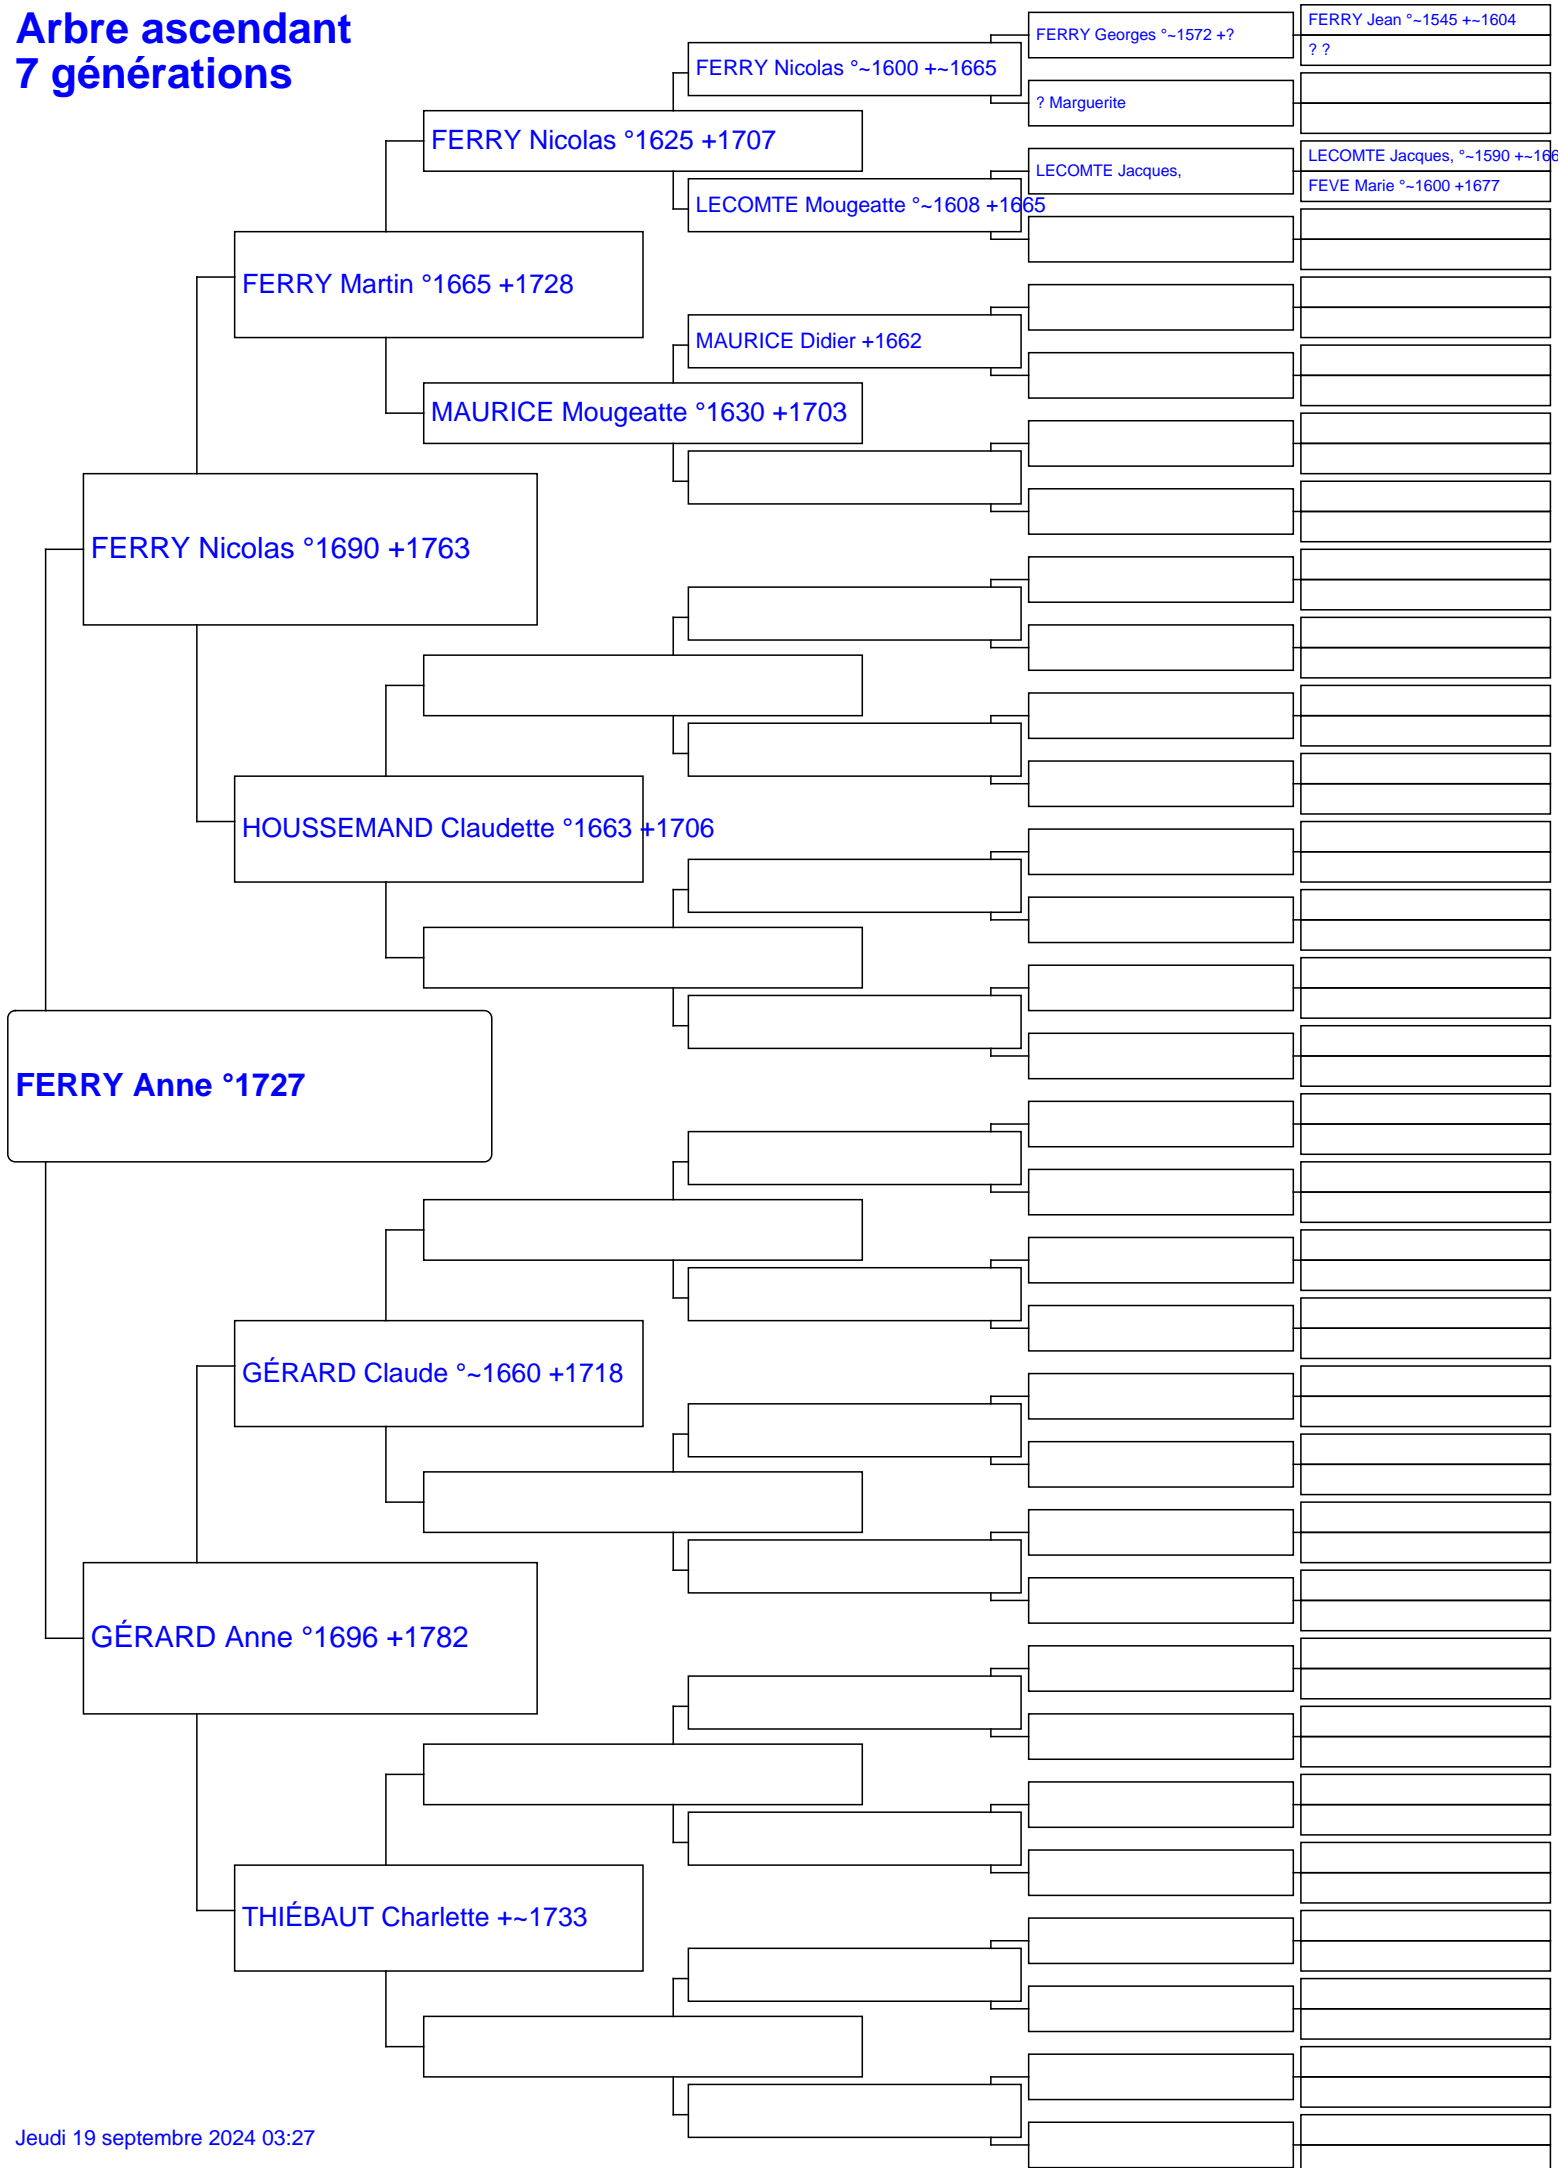 Arbre ascendant
7 générations
FERRY Jean °~1545 +~1604
FERRY Georges °~1572 +?
? ?
FERRY Nicolas °~1600 +~1665
? Marguerite
FERRY Nicolas °1625 +1707
LECOMTE Jacques, °~1590 +~166
LECOMTE Jacques,
FEVE Marie °~1600 +1677
LECOMTE Mougeatte °~1608 +1665
FERRY Martin °1665 +1728
MAURICE Didier +1662
MAURICE Mougeatte °1630 +1703
FERRY Nicolas °1690 +1763
HOUSSEMAND Claudette °1663 +1706
FERRY Anne °1727
GÉRARD Claude °~1660 +1718
GÉRARD Anne °1696 +1782
THIÉBAUT Charlette +~1733
Jeudi 19 septembre 2024 03:27